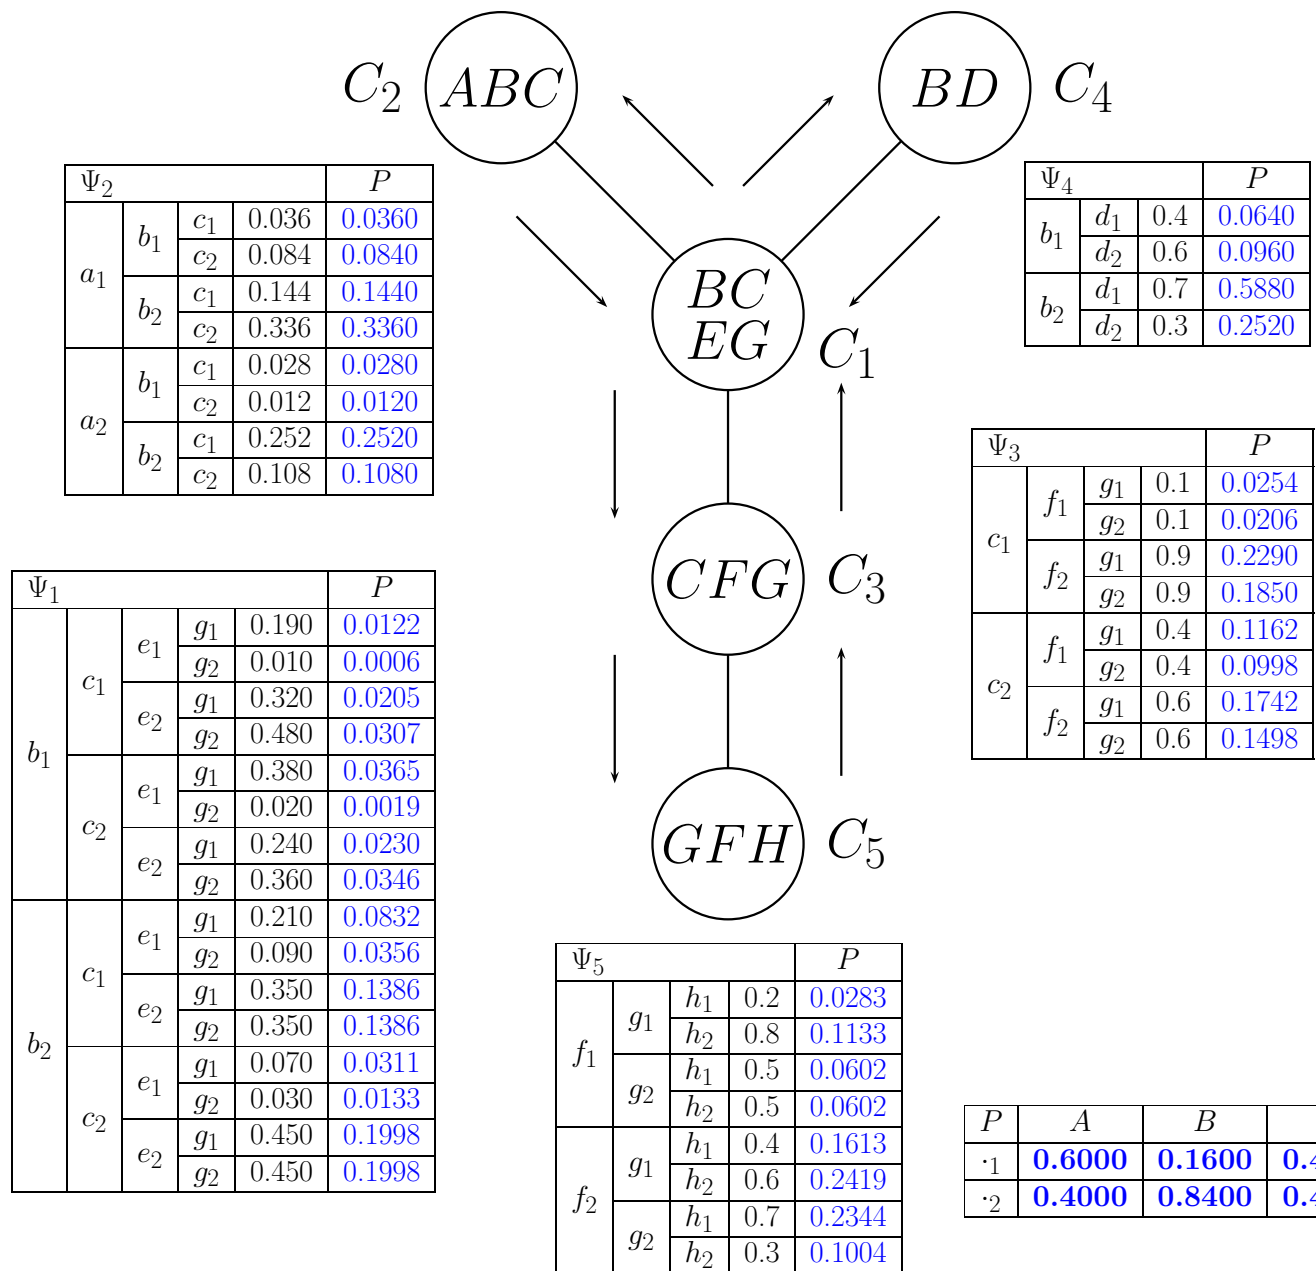 C₂ ABC BD C₄
Ψ₂ P
a₁ b₁ c₁ 0.036 0.0360
c₂ 0.084 0.0840
b₂ c₁ 0.144 0.1440
c₂ 0.336 0.3360
a₂ b₁ c₁ 0.028 0.0280
c₂ 0.012 0.0120
b₂ c₁ 0.252 0.2520
c₂ 0.108 0.1080
Ψ₄ P
b₁ d₁ 0.4 0.0640
d₂ 0.6 0.0960
b₂ d₁ 0.7 0.5880
d₂ 0.3 0.2520
BC
EG C₁
Ψ₃ P
c₁ f₁ g₁ 0.1 0.0254
g₂ 0.1 0.0206
f₂ g₁ 0.9 0.2290
g₂ 0.9 0.1850
c₂ f₁ g₁ 0.4 0.1162
g₂ 0.4 0.0998
f₂ g₁ 0.6 0.1742
g₂ 0.6 0.1498
CFG C₃
Ψ₁ P
b₁ c₁ e₁ g₁ 0.190 0.0122
g₂ 0.010 0.0006
e₂ g₁ 0.320 0.0205
g₂ 0.480 0.0307
c₂ e₁ g₁ 0.380 0.0365
g₂ 0.020 0.0019
e₂ g₁ 0.240 0.0230
g₂ 0.360 0.0346
b₂ c₁ e₁ g₁ 0.210 0.0832
g₂ 0.090 0.0356
e₂ g₁ 0.350 0.1386
g₂ 0.350 0.1386
c₂ e₁ g₁ 0.070 0.0311
g₂ 0.030 0.0133
e₂ g₁ 0.450 0.1998
g₂ 0.450 0.1998
GFH C₅
Ψ₅ P
f₁ g₁ h₁ 0.2 0.0283
h₂ 0.8 0.1133
g₂ h₁ 0.5 0.0602
h₂ 0.5 0.0602
f₂ g₁ h₁ 0.4 0.1613
h₂ 0.6 0.2419
g₂ h₁ 0.7 0.2344
h₂ 0.3 0.1004
P A B
·₁ 0.6000 0.1600
·₂ 0.4000 0.8400